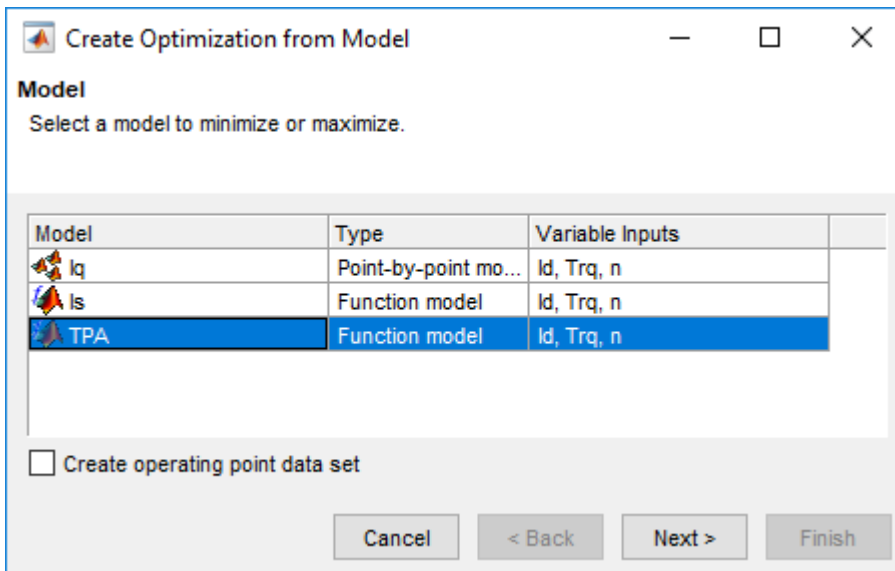 Create Optimization from Model
Model
Select a model to minimize or maximize.
Model Type Variable Inputs
Iq Point-by-point mo... Id, Trq, n
Is Function model Id, Trq, n
TPA Function model Id, Trq, n
Create operating point data set
Cancel < Back Next > Finish